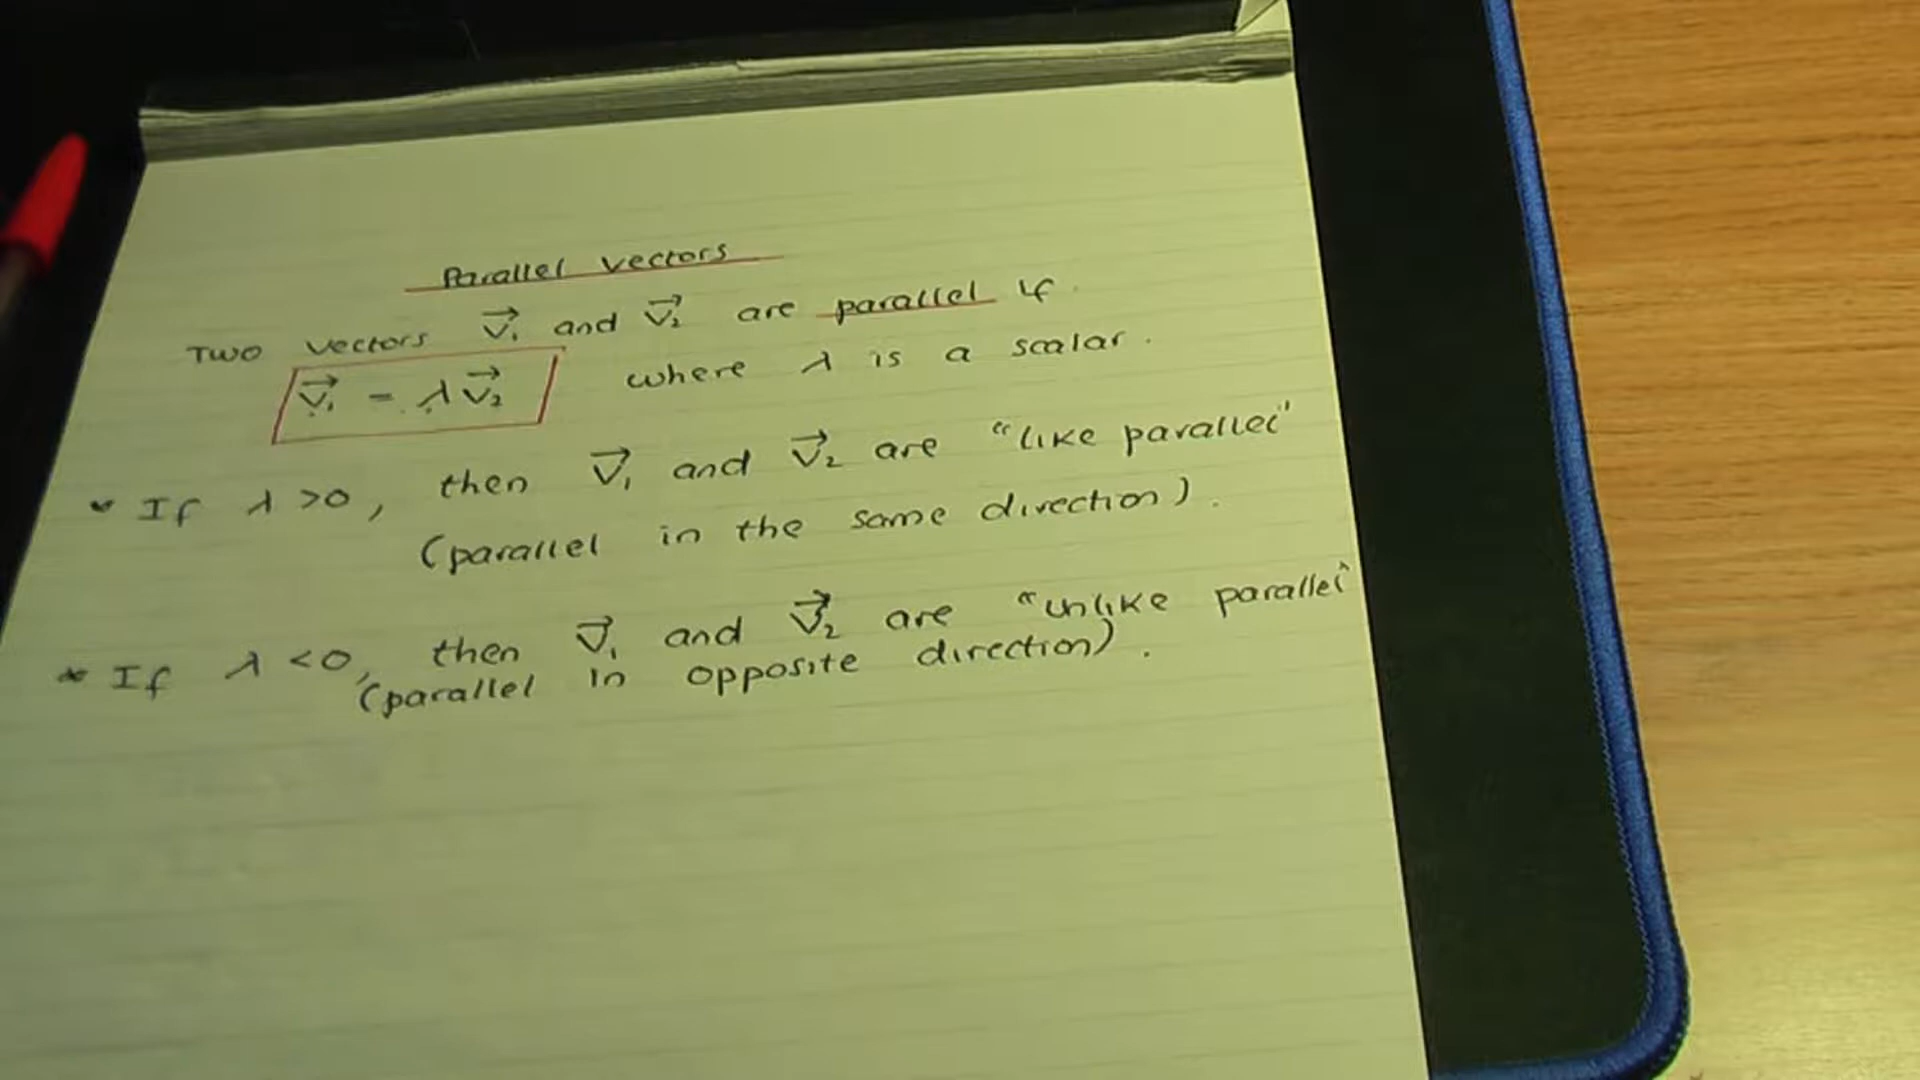 Parallel vectors
Two vectors V⃗₁ and V⃗₂ are parallel if
V⃗₁ = λV⃗₂ where λ is a scalar.
* If λ >0, then V⃗₁ and V⃗₂ are "like parallel"
(parallel in the same direction).
* If λ <0, then V⃗₁ and V⃗₂ are "unlike parallel"
(parallel in opposite direction).